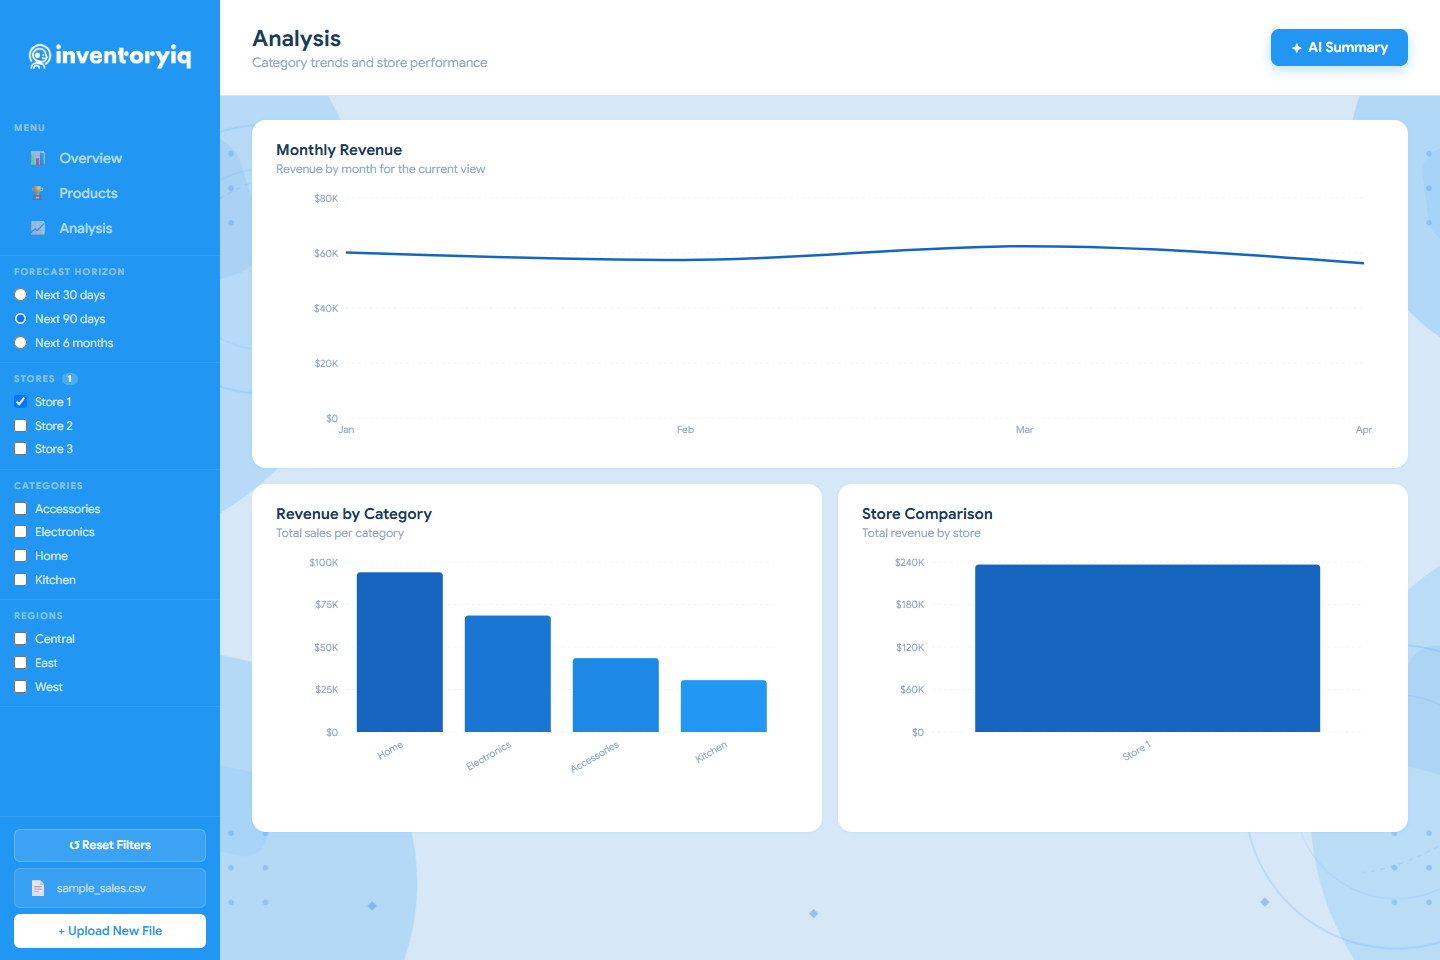 inventoryiq
MENU
Overview
Products
Analysis
FORECAST HORIZON
Next 30 days
Next 90 days
Next 6 months
STORES 1
Store 1
Store 2
Store 3
CATEGORIES
Accessories
Electronics
Home
Kitchen
REGIONS
Central
East
West
↺ Reset Filters
sample_sales.csv
+ Upload New File
Analysis
Category trends and store performance
✦ AI Summary
Monthly Revenue
Revenue by month for the current view
$80K
$60K
$40K
$20K
$0
Jan Feb Mar Apr
Revenue by Category
Total sales per category
$100K
$75K
$50K
$25K
$0
Home Electronics Accessories Kitchen
Store Comparison
Total revenue by store
$240K
$180K
$120K
$60K
$0
Store 1